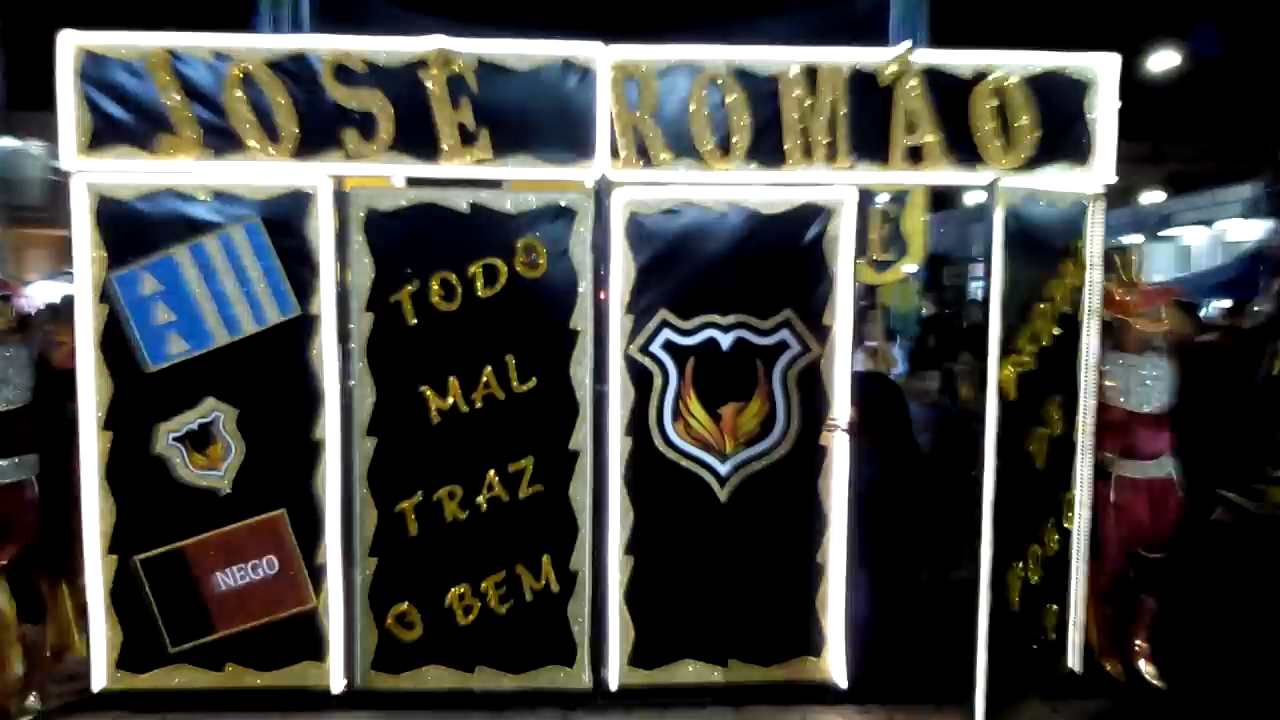 JOSE ROMÃO
NEGO
TODO
MAL
TRAZ
O BEM